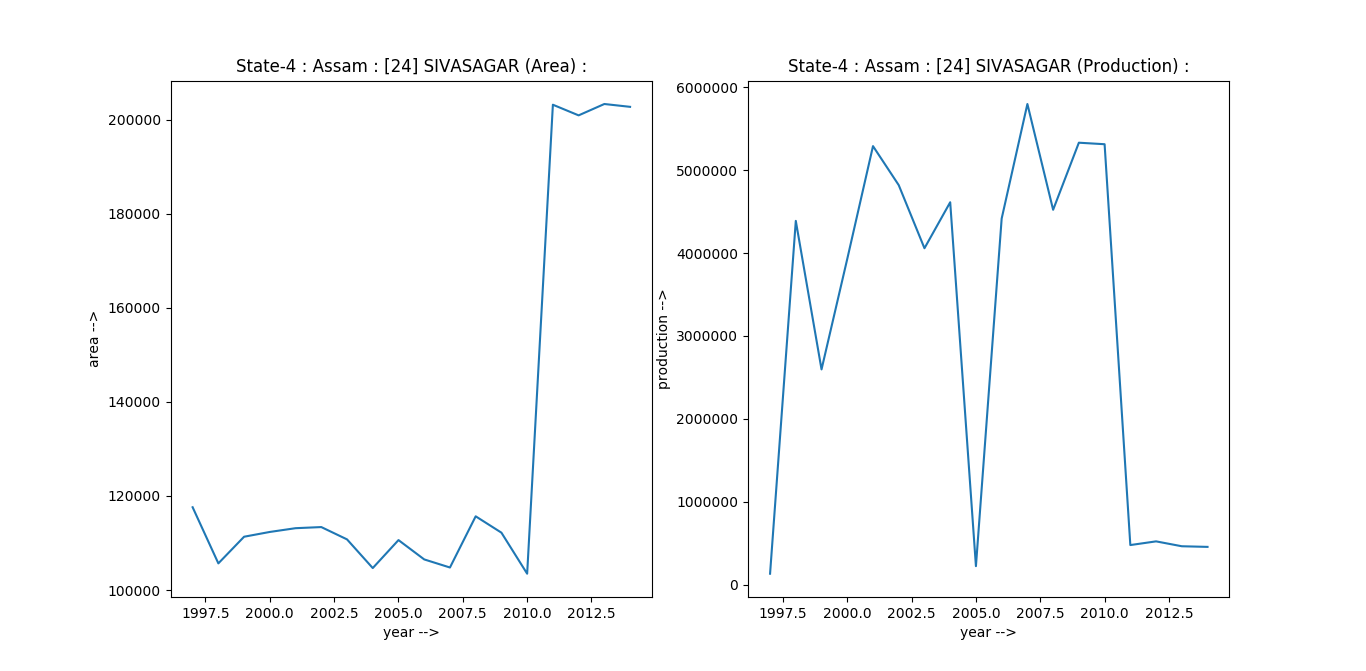 State-4 : Assam : [24] SIVASAGAR (Area) :
200000
180000
160000
140000
120000
100000
area -->
1997.5 2000.0 2002.5 2005.0 2007.5 2010.0 2012.5
year -->
State-4 : Assam : [24] SIVASAGAR (Production) :
6000000
5000000
4000000
3000000
2000000
1000000
0
production -->
1997.5 2000.0 2002.5 2005.0 2007.5 2010.0 2012.5
year -->